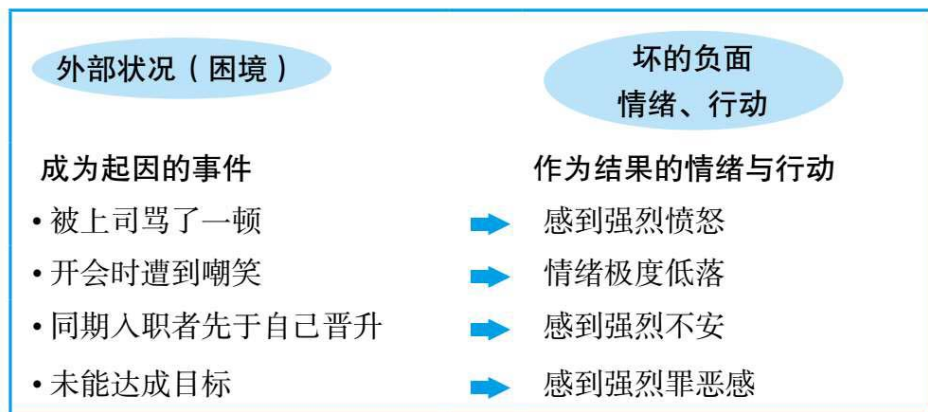 外部状况（困境）
坏的负面
情绪、行动
成为起因的事件 作为结果的情绪与行动
•被上司骂了一顿 感到强烈愤怒
•开会时遭到嘲笑 情绪极度低落
•同期入职者先于自己晋升 感到强烈不安
•未能达成目标 感到强烈罪恶感